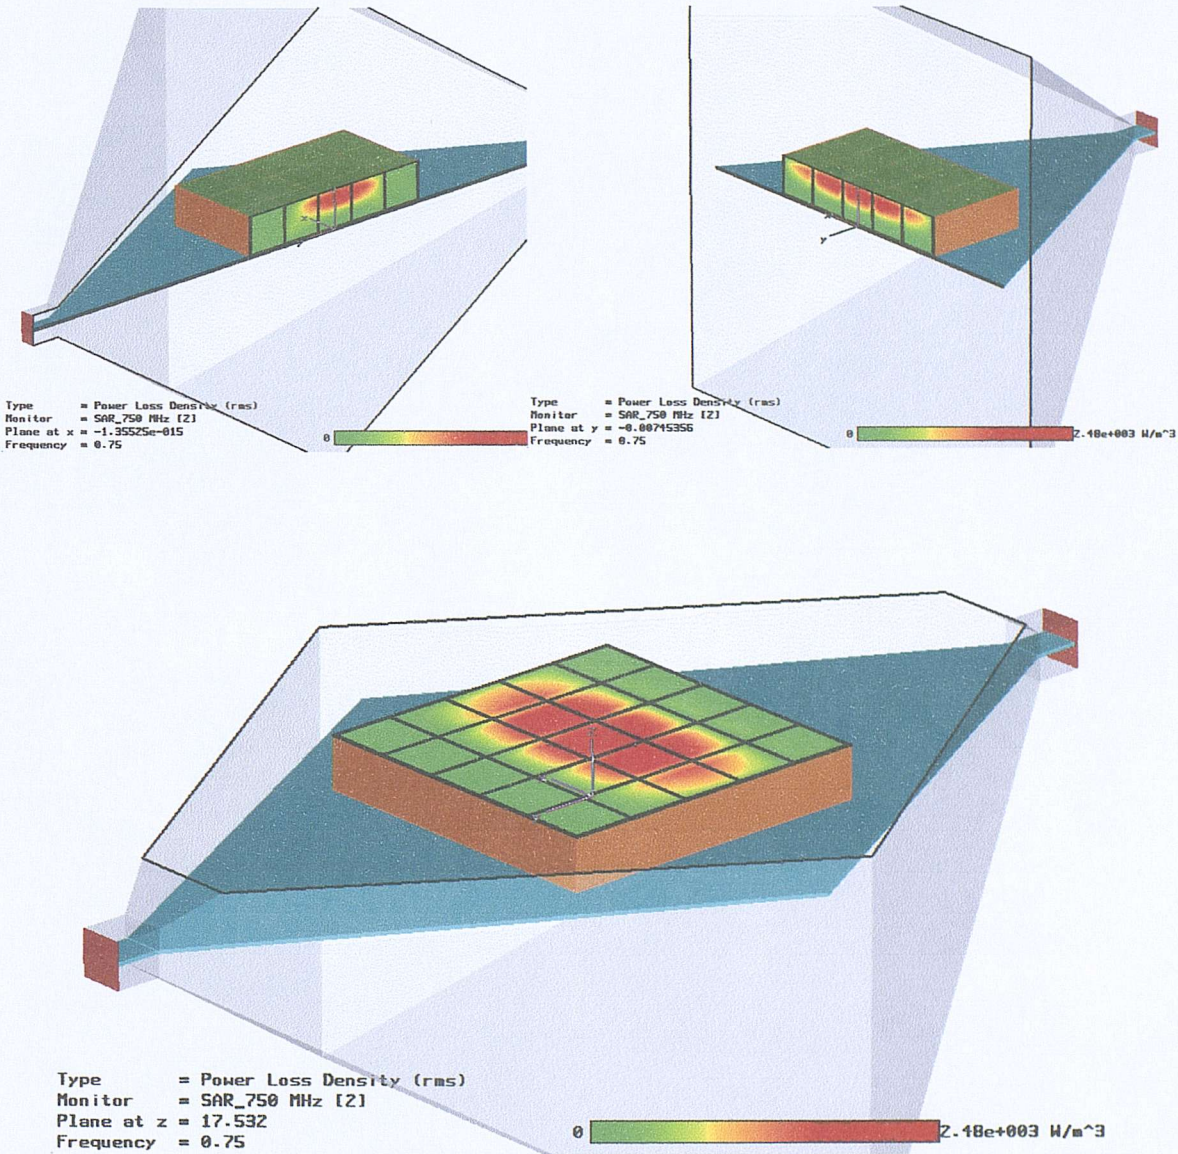 Type = Power Loss Density (rms)
Monitor = SAR_750 MHz [2]
Plane at x = -1.35525e-015
Frequency = 0.75
0
Type = Power Loss Density (rms)
Monitor = SAR_750 MHz [2]
Plane at y = -0.00745356
Frequency = 0.75
0 2.48e+003 W/m^3
y
Type = Power Loss Density (rms)
Monitor = SAR_750 MHz [2]
Plane at z = 17.532
Frequency = 0.75
0 2.48e+003 W/m^3